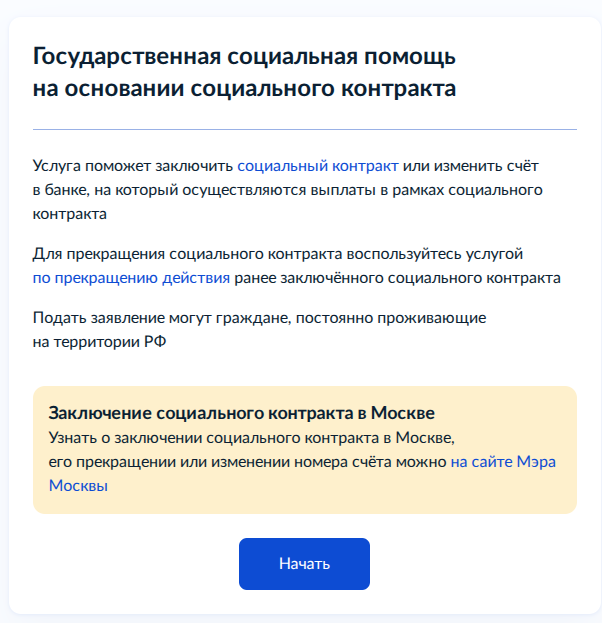 Государственная социальная помощь
на основании социального контракта
Услуга поможет заключить социальный контракт или изменить счёт
в банке, на который осуществляются выплаты в рамках социального
контракта
Для прекращения социального контракта воспользуйтесь услугой
по прекращению действия ранее заключённого социального контракта
Подать заявление могут граждане, постоянно проживающие
на территории РФ
Заключение социального контракта в Москве
Узнать о заключении социального контракта в Москве,
его прекращении или изменении номера счёта можно на сайте Мэра
Москвы
Начать